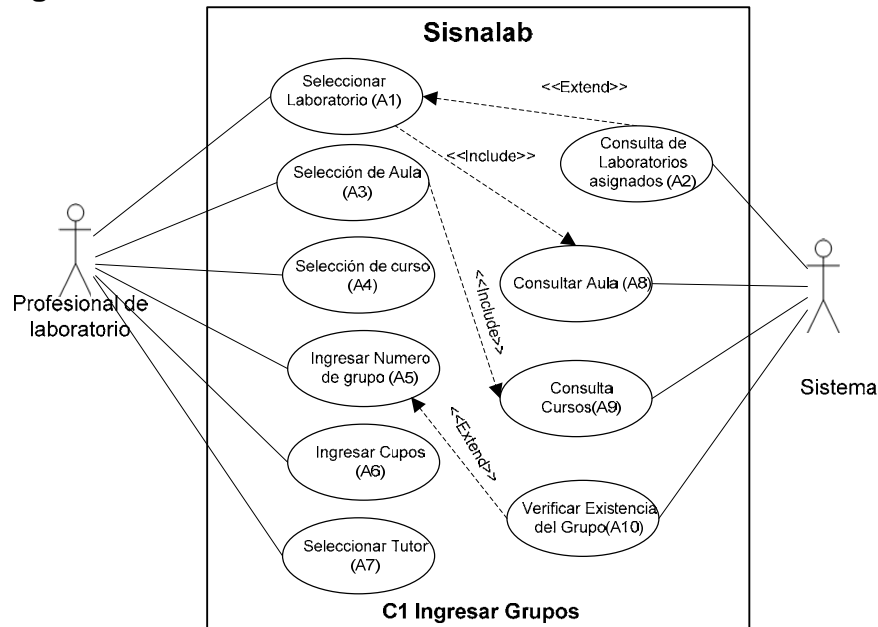 Sisnalab
Seleccionar
Laboratorio (A1)
<<Extend>>
<<Include>>
Consulta de
Laboratorios
asignados (A2)
Selección de Aula
(A3)
Selección de curso
(A4)
<<Include>>
Consultar Aula (A8)
Profesional de
laboratorio
Ingresar Numero
de grupo (A5)
Consulta
Cursos(A9)
Sistema
<<Extend>>
Ingresar Cupos
(A6)
Verificar Existencia
del Grupo(A10)
Seleccionar Tutor
(A7)
C1 Ingresar Grupos